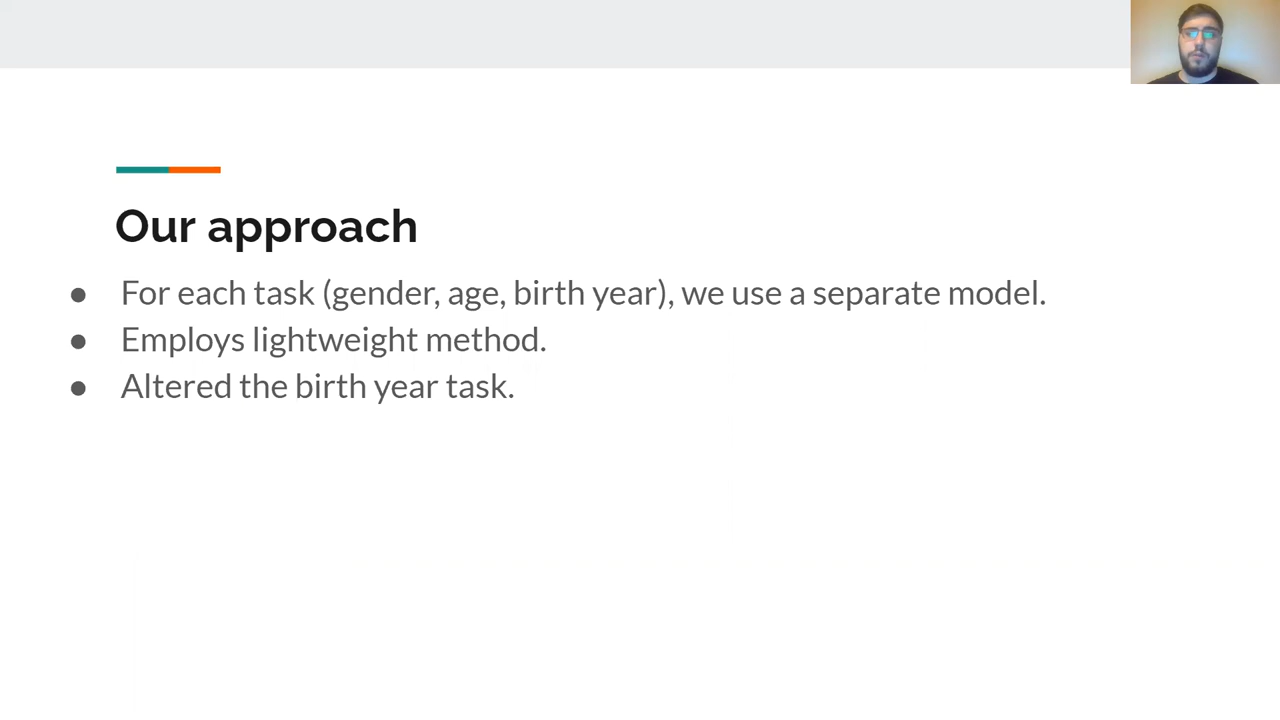 Our approach
● For each task (gender, age, birth year), we use a separate model.
● Employs lightweight method.
● Altered the birth year task.